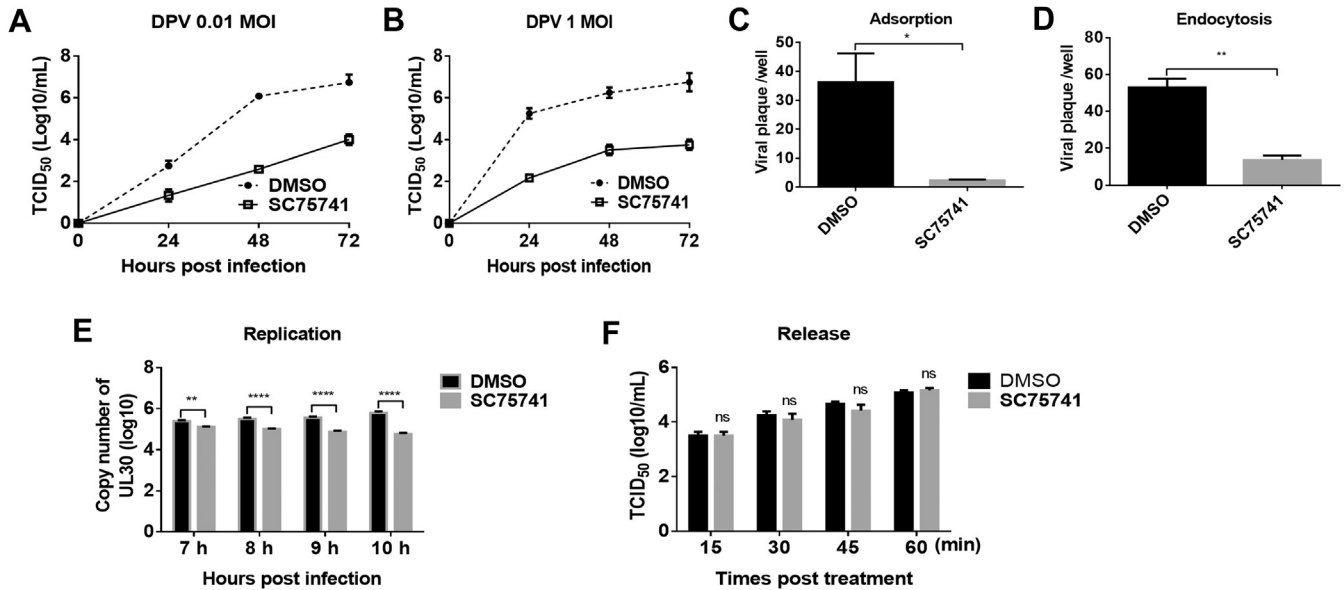 A
DPV 0.01 MOI
TCID50 (Log10/mL)
8
6
4
2
0
DMSO
SC75741
0 24 48 72
Hours post infection
B
DPV 1 MOI
TCID50 (Log10/mL)
8
6
4
2
0
DMSO
SC75741
0 24 48 72
Hours post infection
C
Adsorption
Viral plaque /well
50
40
30
20
10
0
*
DMSO
SC75741
D
Endocytosis
Viral plaque /well
80
60
40
20
0
**
DMSO
SC75741
E
Replication
Copy number of
UL30 (log10)
8
6
4
2
0
** **** **** ****
DMSO
SC75741
7 h 8 h 9 h 10 h
Hours post infection
F
Release
TCID50 (log10/mL)
6
4
2
0
ns ns ns ns
DMSO
SC75741
15 30 45 60 (min)
Times post treatment